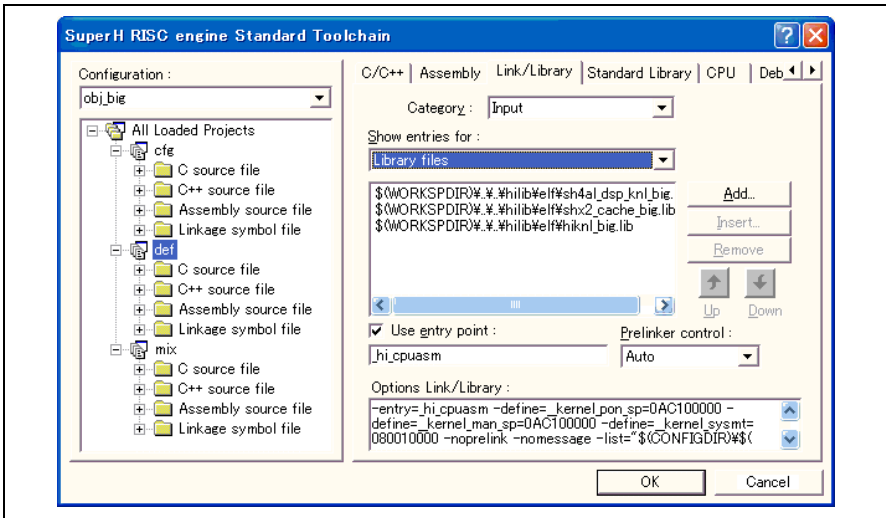 SuperH RISC engine Standard Toolchain
Configuration :
obj_big
All Loaded Projects
cfg
C source file
C++ source file
Assembly source file
Linkage symbol file
def
C source file
C++ source file
Assembly source file
Linkage symbol file
mix
C source file
C++ source file
Assembly source file
Linkage symbol file
C/C++ Assembly Link/Library Standard Library CPU Deb
Category : Input
Show entries for :
Library files
$(WORKSPDIR)¥..¥..¥hilib¥elf¥sh4al_dsp_knl_big.
$(WORKSPDIR)¥..¥..¥hilib¥elf¥shx2_cache_big.lib
$(WORKSPDIR)¥..¥..¥hilib¥elf¥hiknl_big.lib
Add...
Insert...
Remove
Up Down
Use entry point :
_hi_cpuasm
Prelinker control :
Auto
Options Link/Library :
-entry=_hi_cpuasm -define=__kernel_pon_sp=0AC100000 -
define=__kernel_man_sp=0AC100000 -define=__kernel_sysmt=
080010000 -noprelink -nomessage -list="$(CONFIGDIR)¥$(
OK Cancel